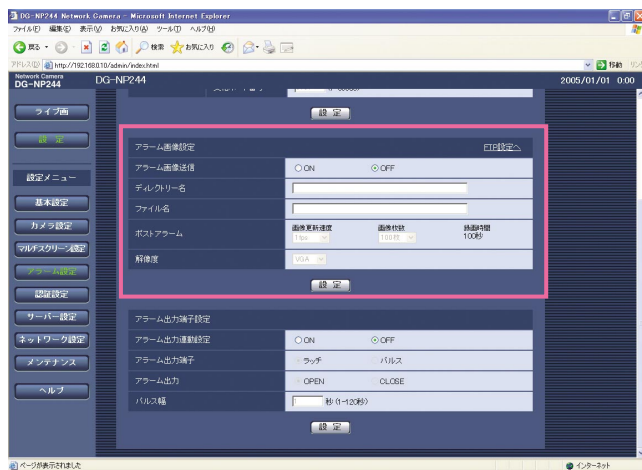 DG-NP244 Network Camera - Microsoft Internet Explorer
ファイル(F) 編集(E) 表示(V) お気に入り(A) ツール(T) ヘルプ(H)
戻る 検索 お気に入り
アドレス(D) http://192.168.0.10/admin/index.html 移動 リンク
Network Camera
DG-NP244 DG-NP244 2005/01/01 0:00
ライブ画
設 定
設 定
アラーム画像設定 FTP設定へ
アラーム画像送信 ON OFF
設定メニュー
ディレクトリー名
基本設定
ファイル名
カメラ設定
ポストアラーム 画像更新速度 画像枚数 録画時間
1fps 100枚 100秒
マルチスクリーン設定
解像度 VGA
アラーム設定
設 定
認証設定
サーバー設定
アラーム出力端子設定
ネットワーク設定
アラーム出力連動設定 ON OFF
メンテナンス
アラーム出力端子 ラッチ パルス
アラーム出力 OPEN CLOSE
ヘルプ
パルス幅 1 秒(1-120秒)
設 定
ページが表示されました インターネット